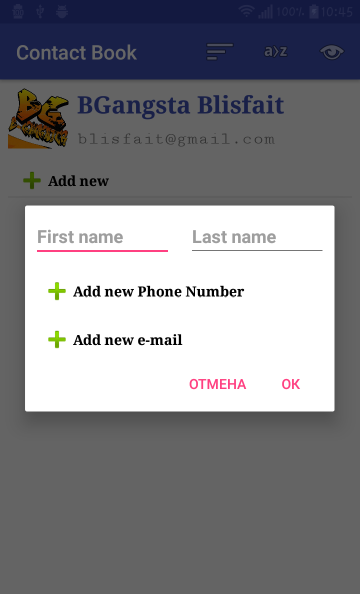 100% 10:45
Contact Book a›z
BG
BGangsta Blisfait
blisfait@gmail.com
Add new
First name Last name
Add new Phone Number
Add new e-mail
ОТМЕНА OK